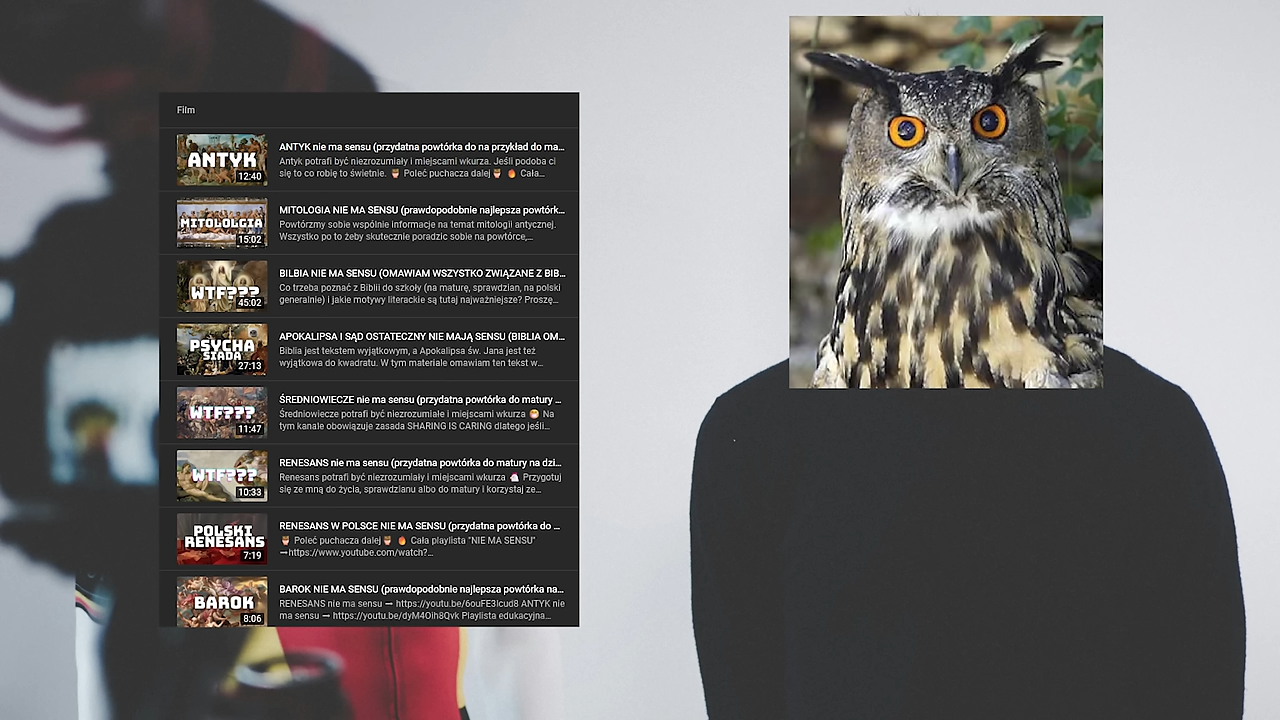 Film
ANTYK
12:40
ANTYK nie ma sensu (przydatna powtórka do na przykład do ma...
Antyk potrafi być niezrozumiały i miejscami wkurza. Jeśli podoba ci
się to co robię to świetnie. 🦉 Poleć puchacza dalej 🦉 🔥 Cała...
MITOLOLGIA
15:02
MITOLOGIA NIE MA SENSU (prawdopodobnie najlepsza powtórk...
Powtórzmy sobie wspólnie informacje na temat mitologii antycznej.
Wszystko po to żeby skutecznie poradzic sobie na powtórce,...
WTF???
45:02
BILBIA NIE MA SENSU (OMAWIAM WSZYSTKO ZWIĄZANE Z BIB...
Co trzeba poznać z Biblii do szkoły (na maturę, sprawdzian, na polski
generalnie) i jakie motywy literackie są tutaj najważniejsze? Proszę...
PSYCHA
SIADA
27:13
APOKALIPSA I SĄD OSTATECZNY NIE MAJĄ SENSU (BIBLIA OM...
Biblia jest tekstem wyjątkowym, a Apokalipsa św. Jana jest też
wyjątkowa do kwadratu. W tym materiale omawiam ten tekst w...
WTF???
11:47
ŚREDNIOWIECZE nie ma sensu (przydatna powtórka do matury ...
Średniowiecze potrafi być niezrozumiałe i miejscami wkurza 😷 Na
tym kanale obowiązuje zasada SHARING IS CARING dlatego jeśli...
WTF???
10:33
RENESANS nie ma sensu (przydatna powtórka do matury na dzi...
Renesans potrafi być niezrozumiały i miejscami wkurza 🐔 Przygotuj
się ze mną do życia, sprawdzianu albo do matury i korzystaj ze...
POLSKI
RENESANS
7:19
RENESANS W POLSCE NIE MA SENSU (przydatna powtórka do ...
🦉 Poleć puchacza dalej 🦉 🔥 Cała playlista "NIE MA SENSU"
➞https://www.youtube.com/watch?...
BAROK
8:06
BAROK NIE MA SENSU (prawdopodobnie najlepsza powtórka na...
RENESANS nie ma sensu ➞ https://youtu.be/6ouFE3lcud8 ANTYK nie
ma sensu ➞ https://youtu.be/dyM4Oih8Qvk Playlista edukacyjna...